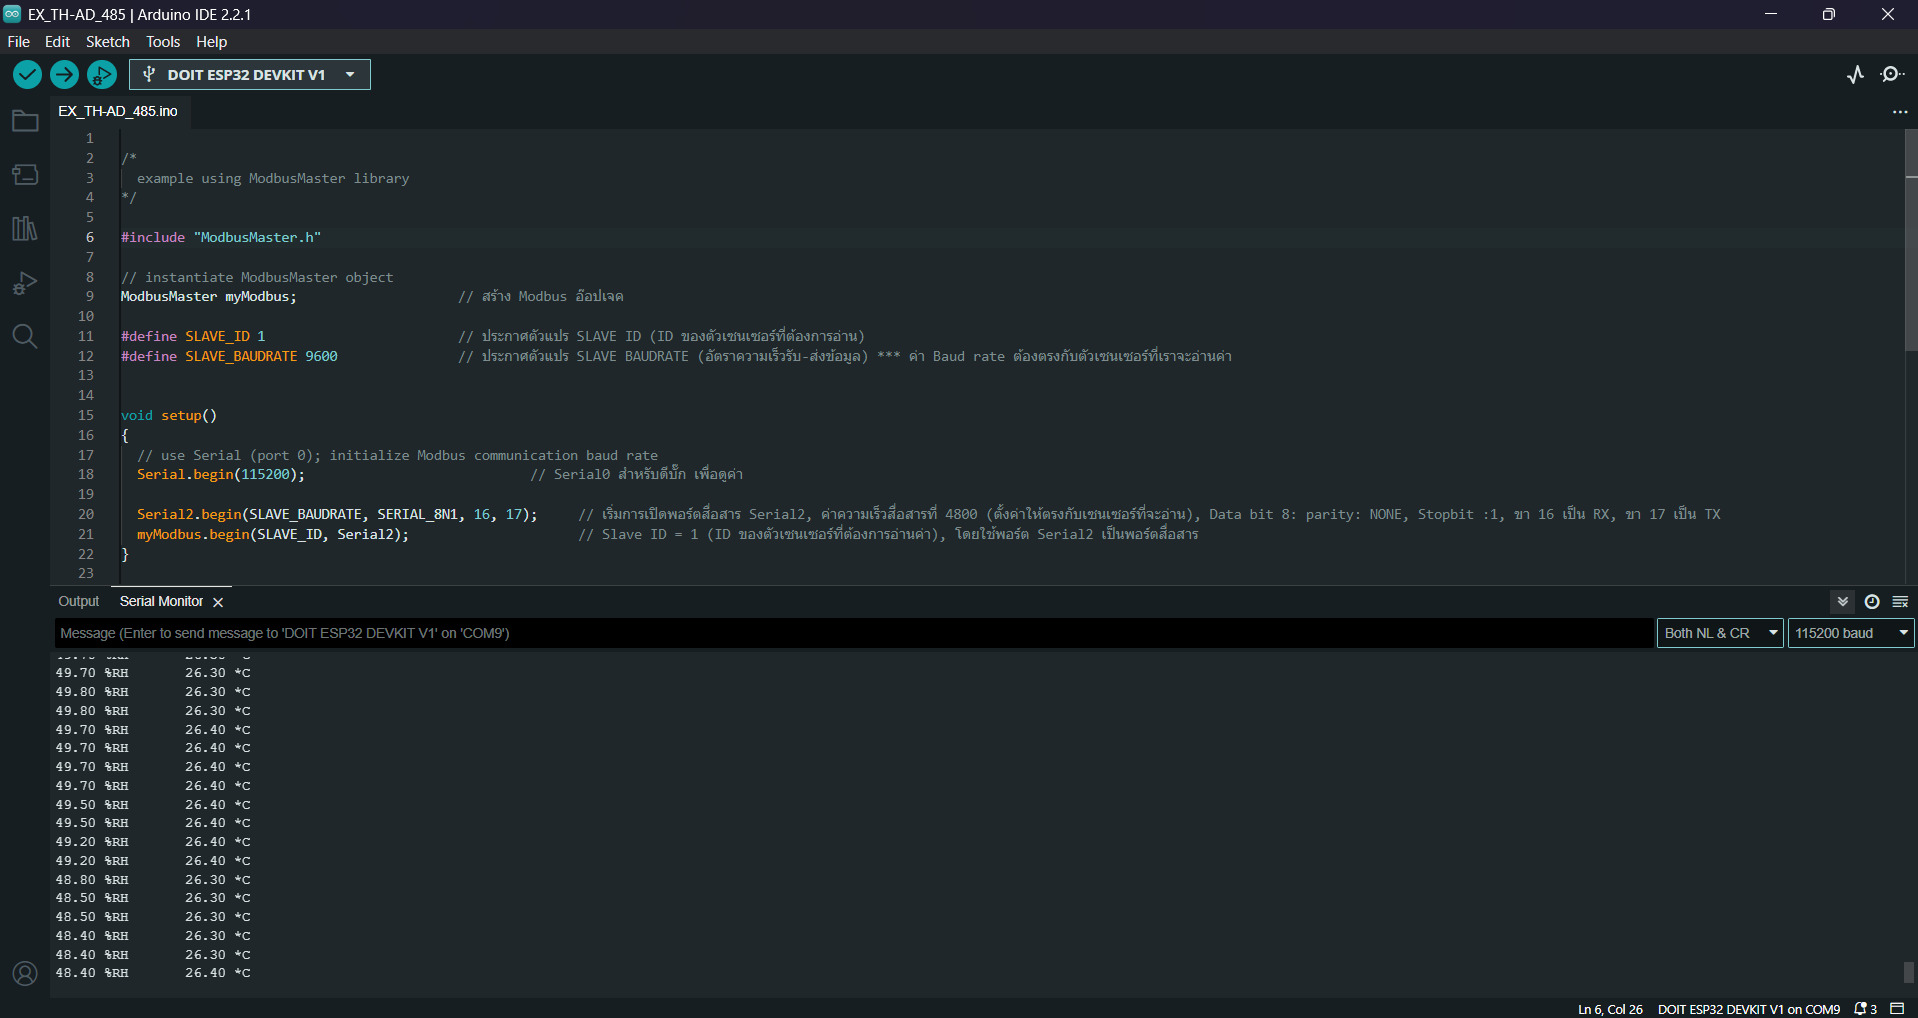 EX_TH-AD_485 | Arduino IDE 2.2.1
File Edit Sketch Tools Help
DOIT ESP32 DEVKIT V1
EX_TH-AD_485.ino
1
2 /*
3 example using ModbusMaster library
4 */
5
6 #include "ModbusMaster.h"
7
8 // instantiate ModbusMaster object
9 ModbusMaster myModbus; // สร้าง Modbus อ๊อปเจค
10
11 #define SLAVE_ID 1 // ประกาศตัวแปร SLAVE ID (ID ของตัวเซนเซอร์ที่ต้องการอ่าน)
12 #define SLAVE_BAUDRATE 9600 // ประกาศตัวแปร SLAVE BAUDRATE (อัตราความเร็วรับ-ส่งข้อมูล) *** ค่า Baud rate ต้องตรงกับตัวเซนเซอร์ที่เราจะอ่านค่า
13
14
15 void setup()
16 {
17 // use Serial (port 0); initialize Modbus communication baud rate
18 Serial.begin(115200); // Serial0 สำหรับดีบั๊ก เพื่อดูค่า
19
20 Serial2.begin(SLAVE_BAUDRATE, SERIAL_8N1, 16, 17); // เริ่มการเปิดพอร์ตสื่อสาร Serial2, ค่าความเร็วสื่อสารที่ 4800 (ตั้งค่าให้ตรงกับเซนเซอร์ที่จะอ่าน), Data bit 8: parity: NONE, Stopbit :1, ขา 16 เป็น RX, ขา 17 เป็น TX
21 myModbus.begin(SLAVE_ID, Serial2); // Slave ID = 1 (ID ของตัวเซนเซอร์ที่ต้องการอ่านค่า), โดยใช้พอร์ต Serial2 เป็นพอร์ตสื่อสาร
22 }
23
Output Serial Monitor
Message (Enter to send message to 'DOIT ESP32 DEVKIT V1' on 'COM9')
Both NL & CR 115200 baud
49.70 %RH 26.30 *C
49.80 %RH 26.30 *C
49.80 %RH 26.30 *C
49.70 %RH 26.40 *C
49.70 %RH 26.40 *C
49.70 %RH 26.40 *C
49.70 %RH 26.40 *C
49.50 %RH 26.40 *C
49.50 %RH 26.40 *C
49.20 %RH 26.40 *C
49.20 %RH 26.40 *C
48.80 %RH 26.30 *C
48.50 %RH 26.30 *C
48.50 %RH 26.30 *C
48.40 %RH 26.30 *C
48.40 %RH 26.30 *C
48.40 %RH 26.40 *C
Ln 6, Col 26 DOIT ESP32 DEVKIT V1 on COM9 3